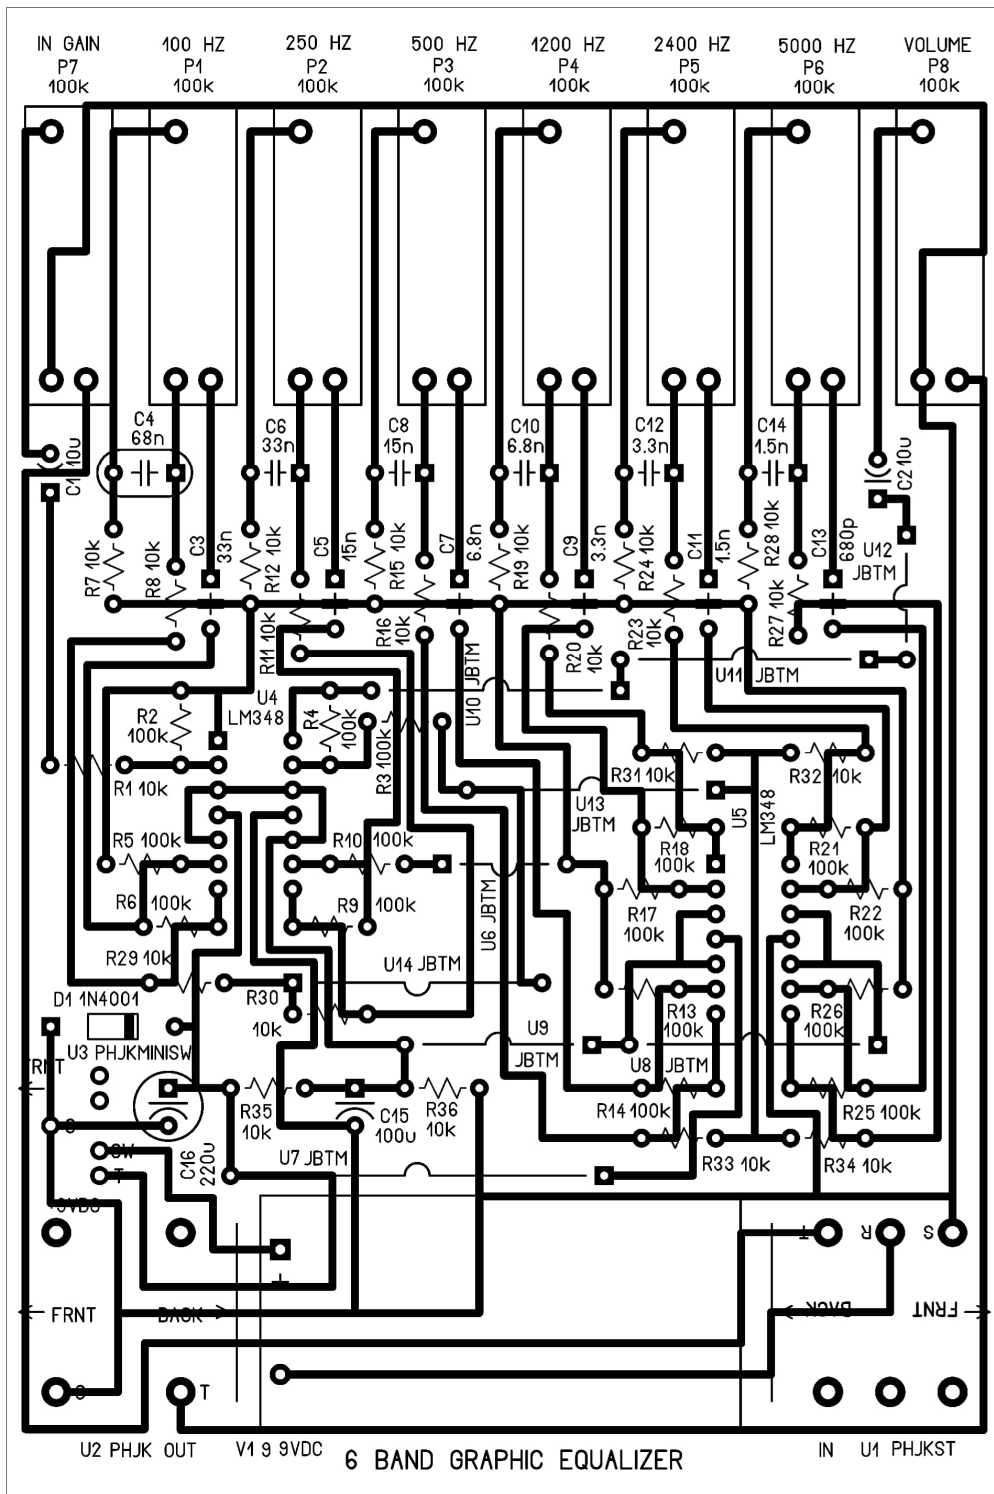 IN GAIN
P7
100k
100 HZ
P1
100k
250 HZ
P2
100k
500 HZ
P3
100k
1200 HZ
P4
100k
2400 HZ
P5
100k
5000 HZ
P6
100k
VOLUME
P8
100k
C1 10u
C4
68n
C6
33n
C8
15n
C10
6.8n
C12
3.3n
C14
1.5n
C2 10u
R7 10k
R8 10k
C3
33n
R12 10k
C5
15n
R15 10k
C7
6.8n
R19 10k
C9
3.3n
R24 10k
C11
1.5n
R28 10k
C13
680p
U12
JBTM
R11 10k
R16
10k
R20
10k
R23
10k
R27
10k
U10 JBTM
U11 JBTM
R2
100k
U4
LM348
R4
100k
R3 100k
R1 10k
R31 10k
R32 10k
U13
JBTM
U5
LM348
R5 100k
R10
100k
R18
100k
R21
100k
R6 100k
R9 100k
U6 JBTM
R17
100k
R22
100k
R29 10k
U14 JBTM
D1 1N4001
R30
10k
R13
100k
R26
100k
U3 PHJKMINISW
U9
JBTM
U8 JBTM
FRNT
S
SW
T
+9VDC
R35
10k
C15
100u
R36
10k
R14 100k
R25 100k
C16
220u
U7 JBTM
R33 10k
R34 10k
+
T
R
S
FRNT
BACK
BACK
FRNT
S
T
U2 PHJK OUT
V1 9 9VDC
6 BAND GRAPHIC EQUALIZER
IN
U1 PHJKST